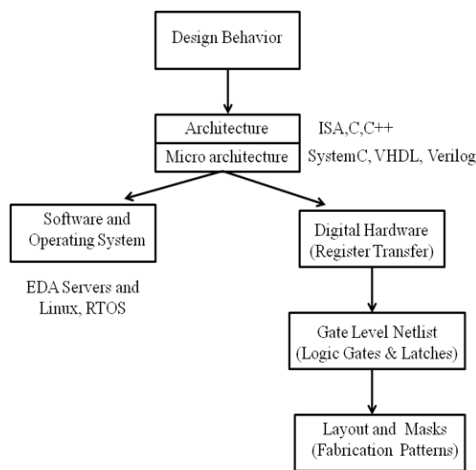 Design Behavior
Architecture
ISA,C,C++
Micro architecture
SystemC, VHDL, Verilog
Software and
Operating System
Digital Hardware
(Register Transfer)
EDA Servers and
Linux, RTOS
Gate Level Netlist
(Logic Gates & Latches)
Layout and Masks
(Fabrication Patterns)